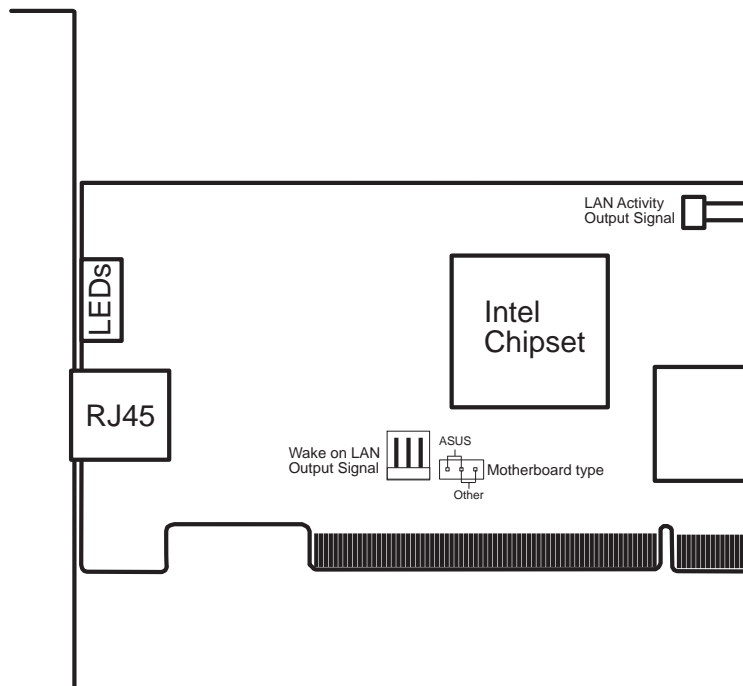 LAN Activity
Output Signal
LEDs
Intel
Chipset
RJ45
Wake on LAN
Output Signal
ASUS
Motherboard type
Other